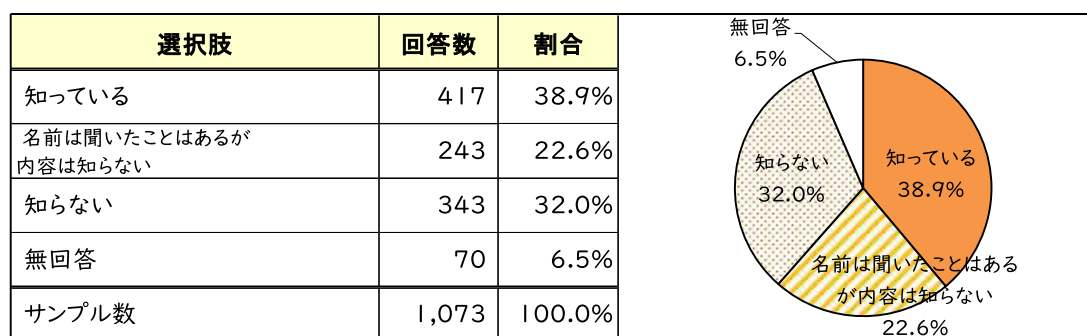 選択肢 回答数 割合
知っている 417 38.9%
名前は聞いたことはあるが
内容は知らない 243 22.6%
知らない 343 32.0%
無回答 70 6.5%
サンプル数 1,073 100.0%
無回答
6.5%
知っている
38.9%
知らない
32.0%
名前は聞いたことはある
が内容は知らない
22.6%